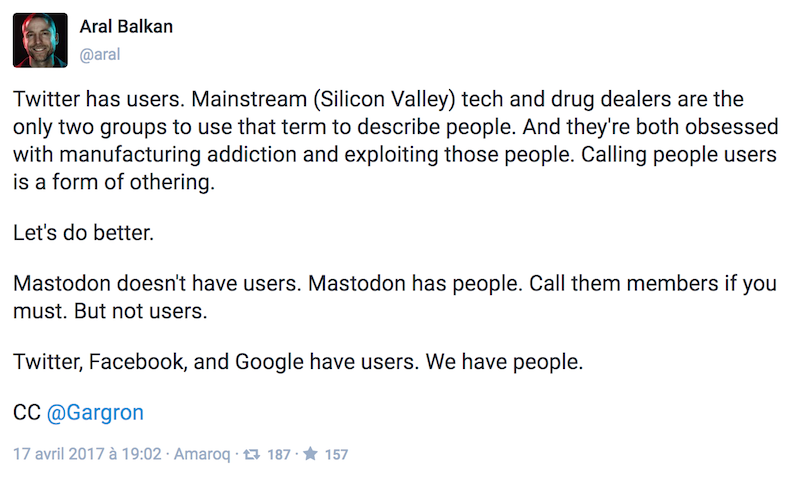 Aral Balkan
@aral
Twitter has users. Mainstream (Silicon Valley) tech and drug dealers are the
only two groups to use that term to describe people. And they're both obsessed
with manufacturing addiction and exploiting those people. Calling people users
is a form of othering.
Let's do better.
Mastodon doesn't have users. Mastodon has people. Call them members if you
must. But not users.
Twitter, Facebook, and Google have users. We have people.
CC @Gargron
17 avril 2017 à 19:02 · Amaroq · 187 · 157